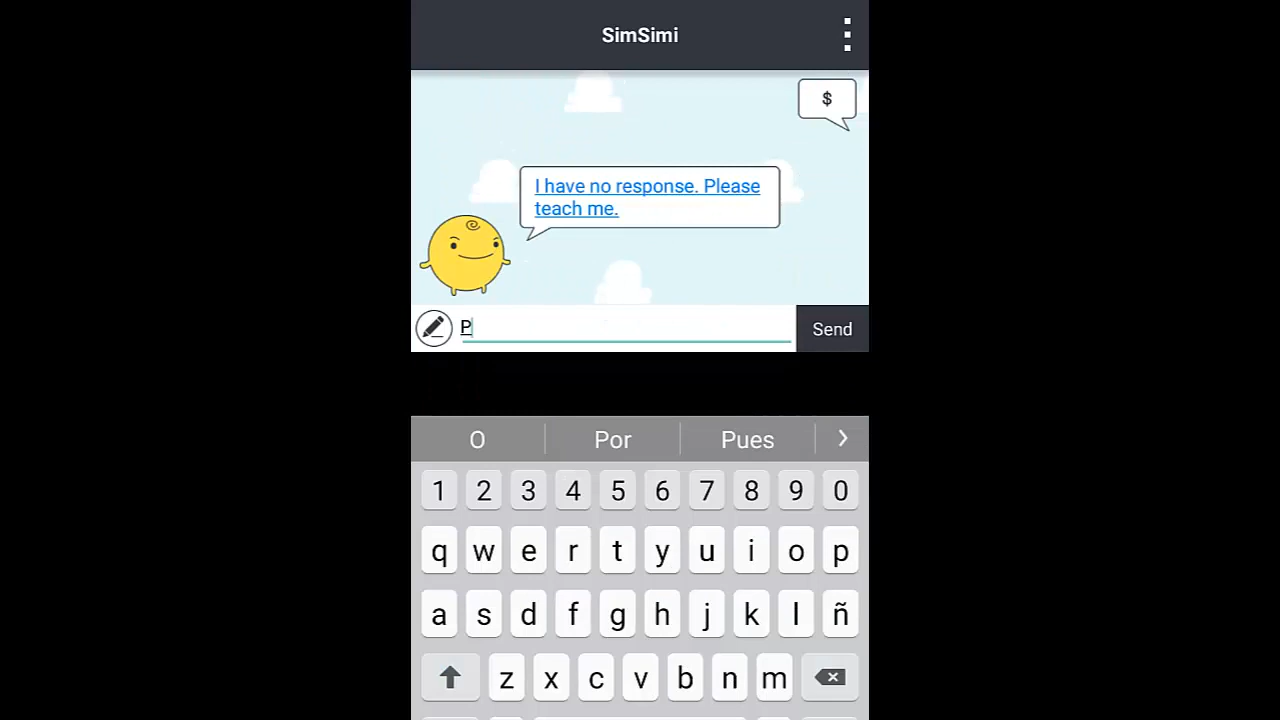 SimSimi
$
I have no response. Please
teach me.
P
Send
O Por Pues
1 2 3 4 5 6 7 8 9 0
q w e r t y u i o p
a s d f g h j k l ñ
z x c v b n m